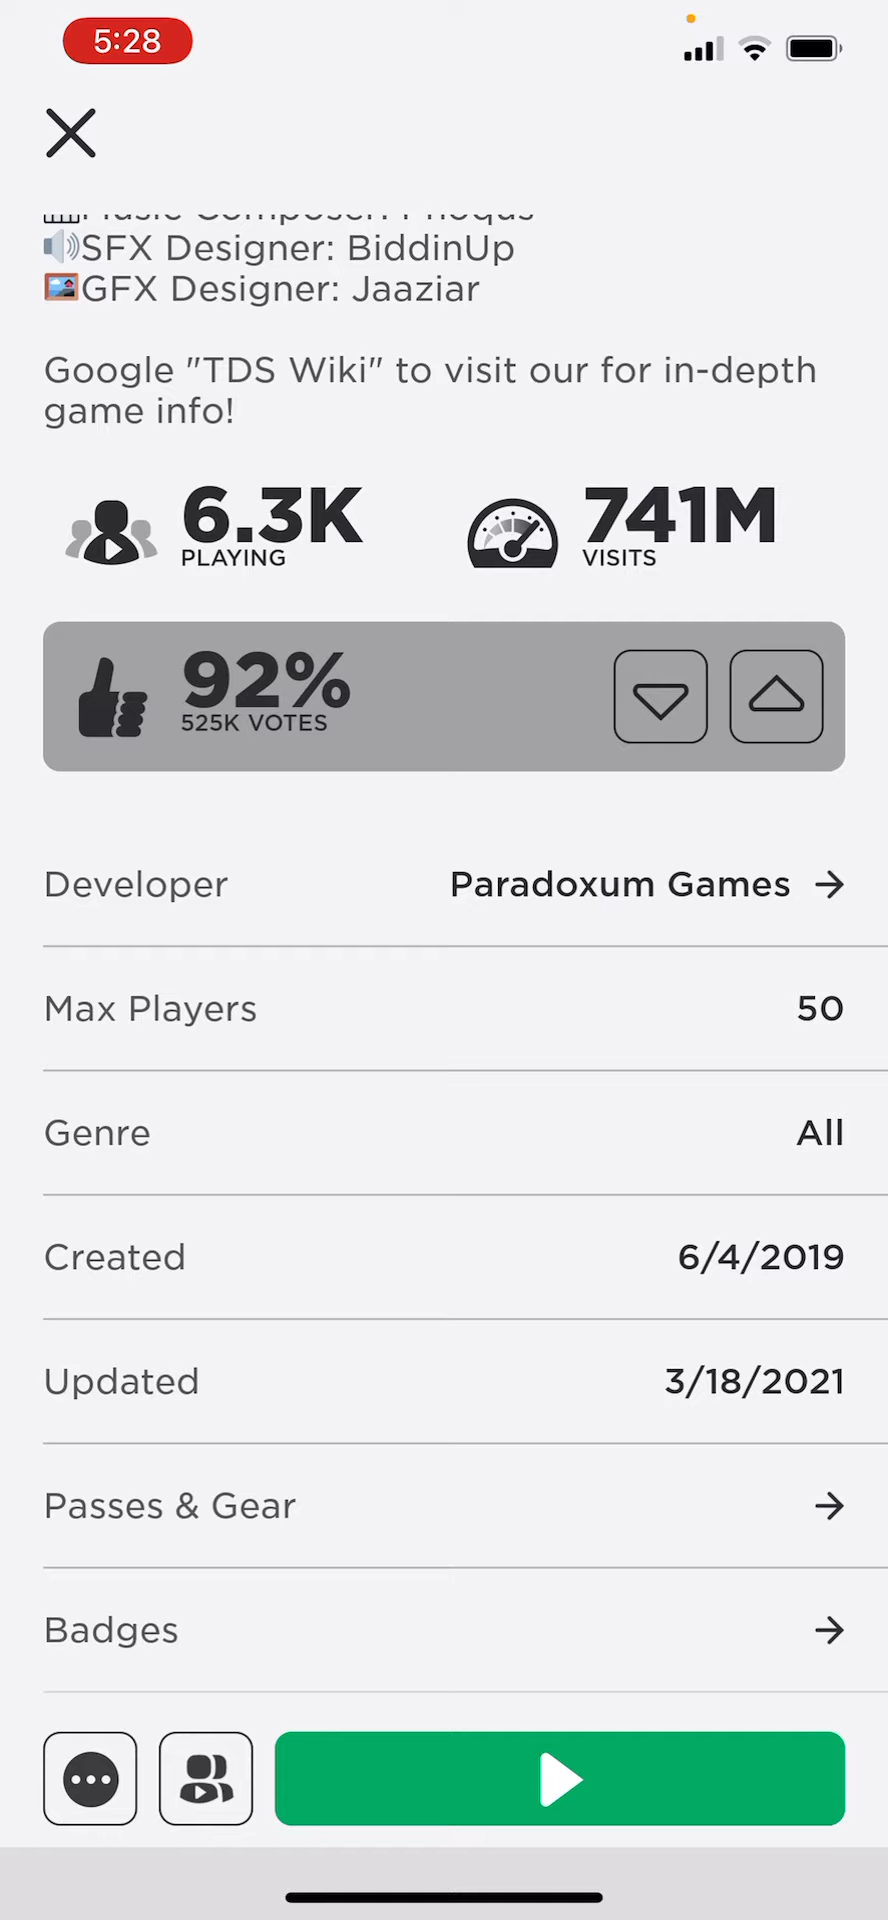 5:28
SFX Designer: BiddinUp
GFX Designer: Jaaziar
Google "TDS Wiki" to visit our for in-depth
game info!
6.3K
PLAYING
741M
VISITS
92%
525K VOTES
Developer
Paradoxum Games
Max Players
50
Genre
All
Created
6/4/2019
Updated
3/18/2021
Passes & Gear
Badges